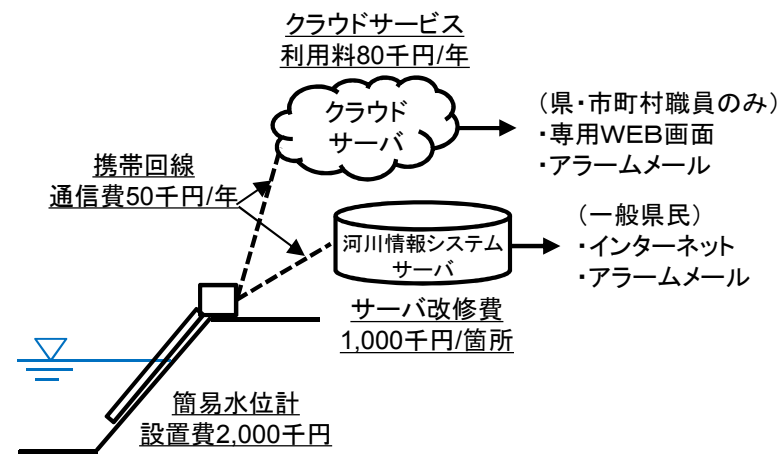 クラウドサービス
利用料80千円/年
クラウド
サーバ
(県・市町村職員のみ)
・専用WEB画面
・アラームメール
携帯回線
通信費50千円/年
河川情報システム
サーバ
(一般県民)
・インターネット
・アラームメール
サーバ改修費
1,000千円/箇所
簡易水位計
設置費2,000千円